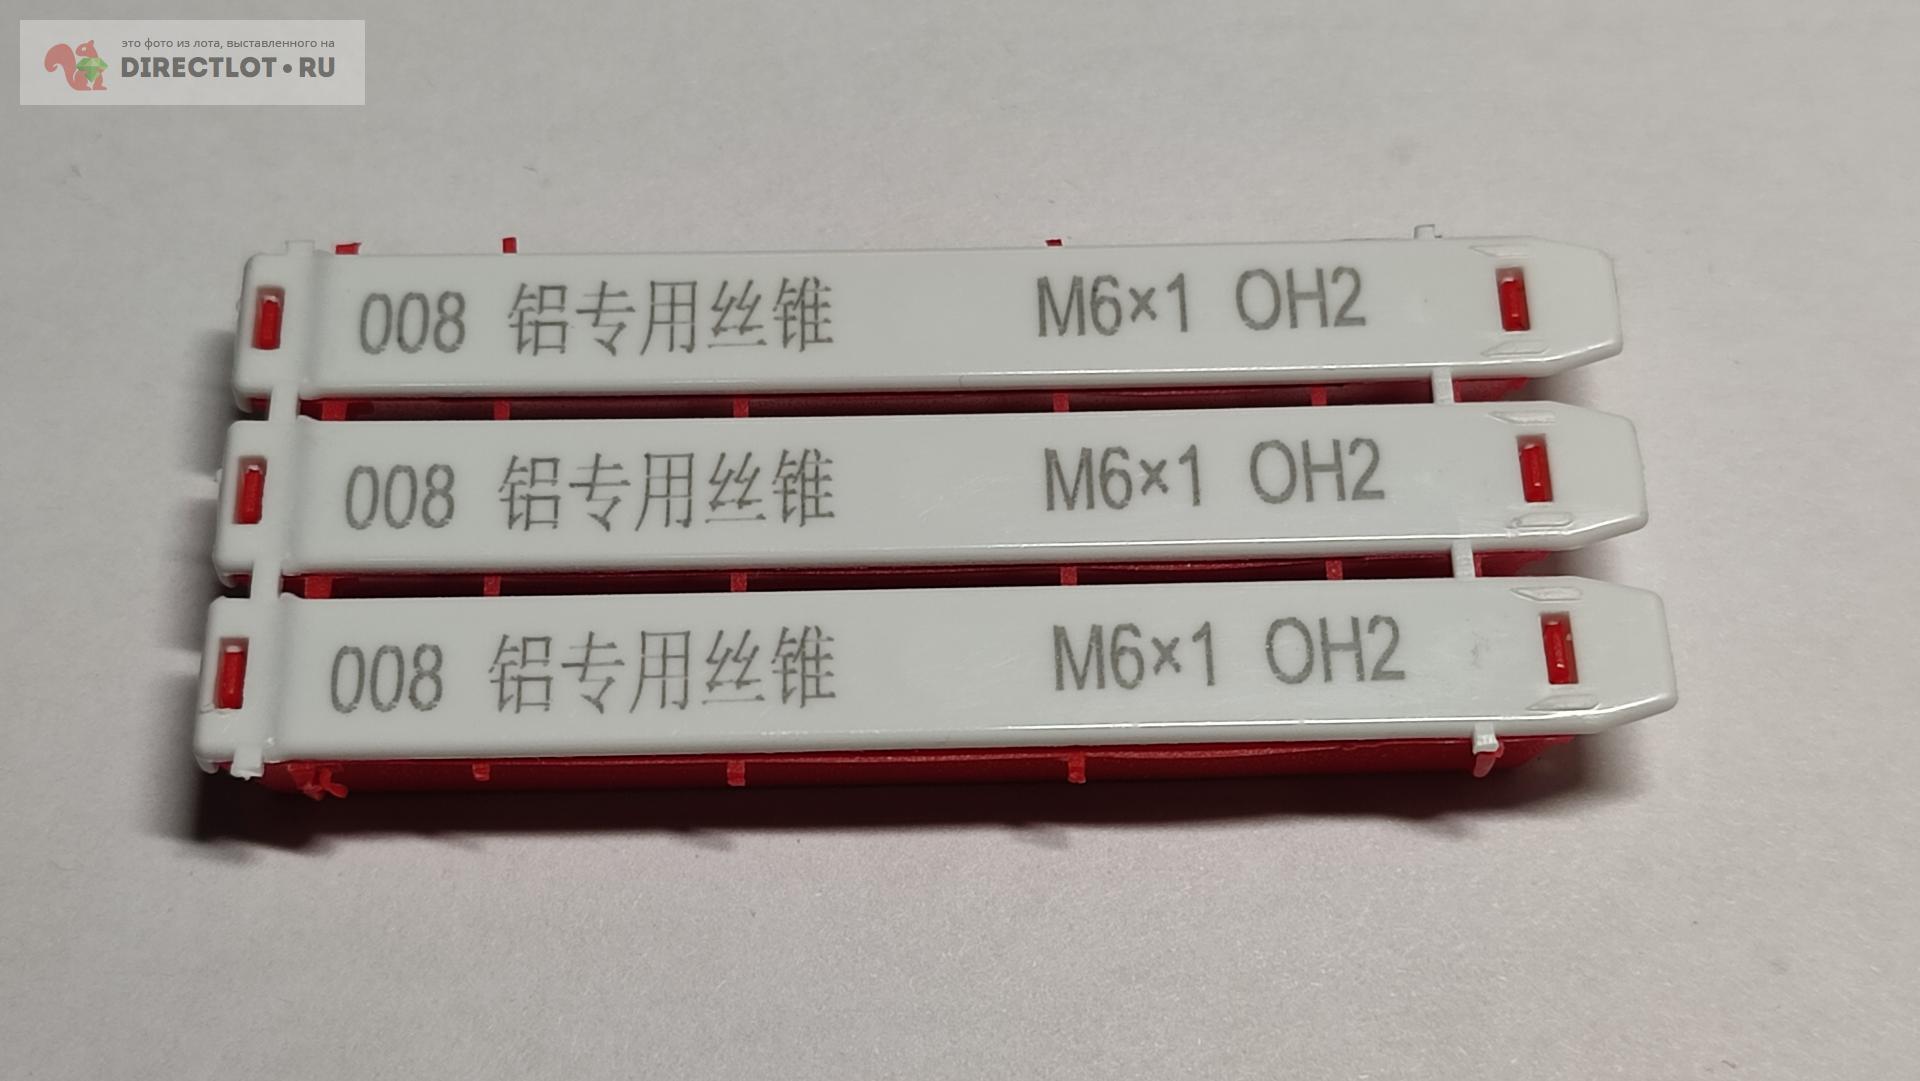 это фото из лота, выставленного на
DIRECTLOT•RU
008 铝专用丝锥 M6×1 OH2
008 铝专用丝锥 M6×1 OH2
008 铝专用丝锥 M6×1 OH2